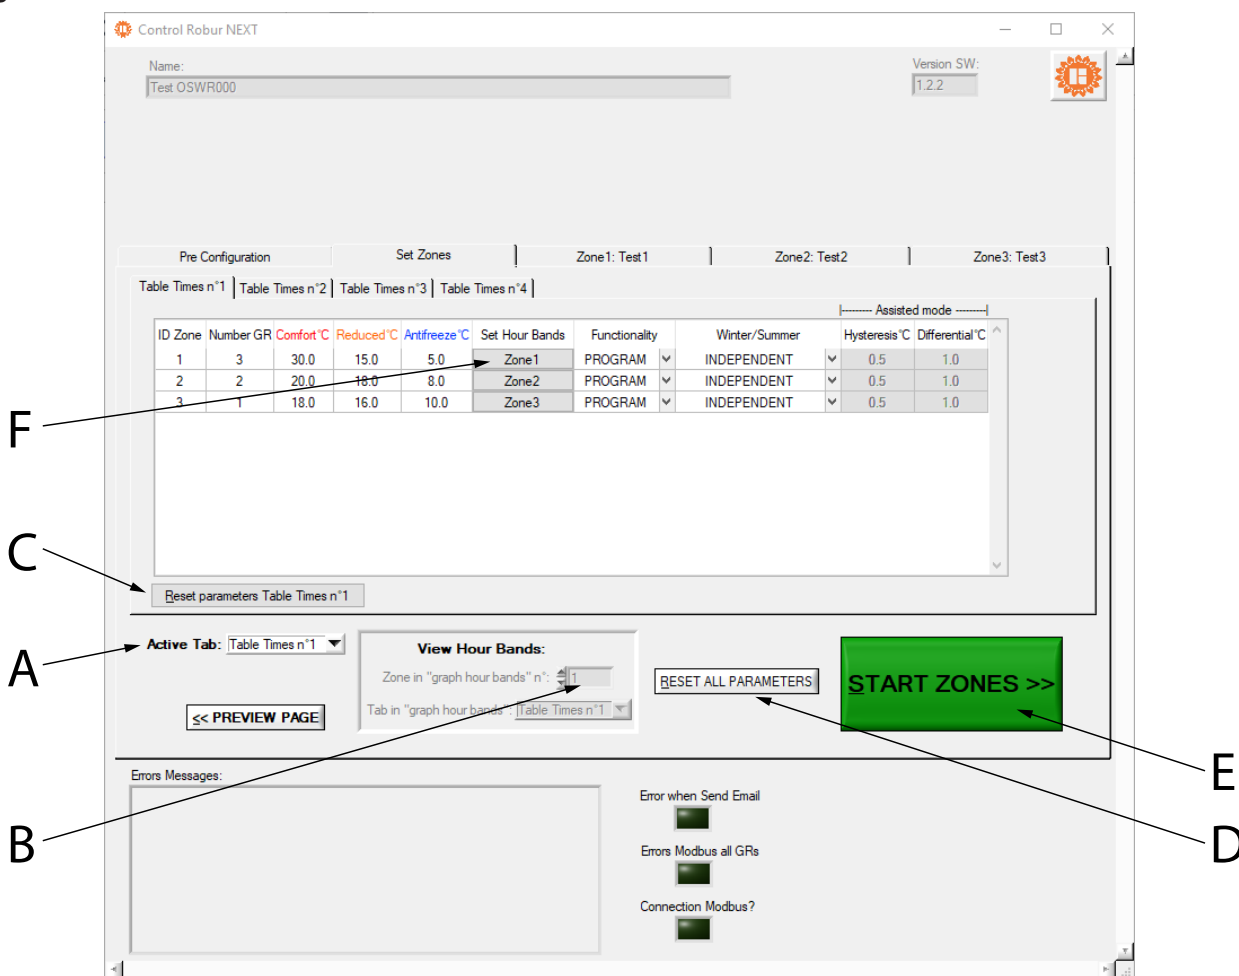 Control Robur NEXT
Name:
Version SW:
Test OSWR000
1.2.2
Pre Configuration
Set Zones
Zone1: Test1
Zone2: Test2
Zone3: Test3
Table Times n°1
Table Times n°2
Table Times n°3
Table Times n°4
|--------- Assisted mode ---------|
ID Zone Number GR Comfort°C Reduced°C Antifreeze°C Set Hour Bands Functionality Winter/Summer Hysteresis°C Differential°C
1 3 30.0 15.0 5.0 Zone1 PROGRAM INDEPENDENT 0.5 1.0
2 2 20.0 18.0 8.0 Zone2 PROGRAM INDEPENDENT 0.5 1.0
3 1 18.0 16.0 10.0 Zone3 PROGRAM INDEPENDENT 0.5 1.0
F
C
Reset parameters Table Times n°1
A
Active Tab: Table Times n°1
View Hour Bands:
Zone in "graph hour bands" n°: 1
Tab in "graph hour bands": Table Times n°1
RESET ALL PARAMETERS
START ZONES >>
<< PREVIEW PAGE
E
Errors Messages:
Error when Send Email
B
D
Errors Modbus all GRs
Connection Modbus?